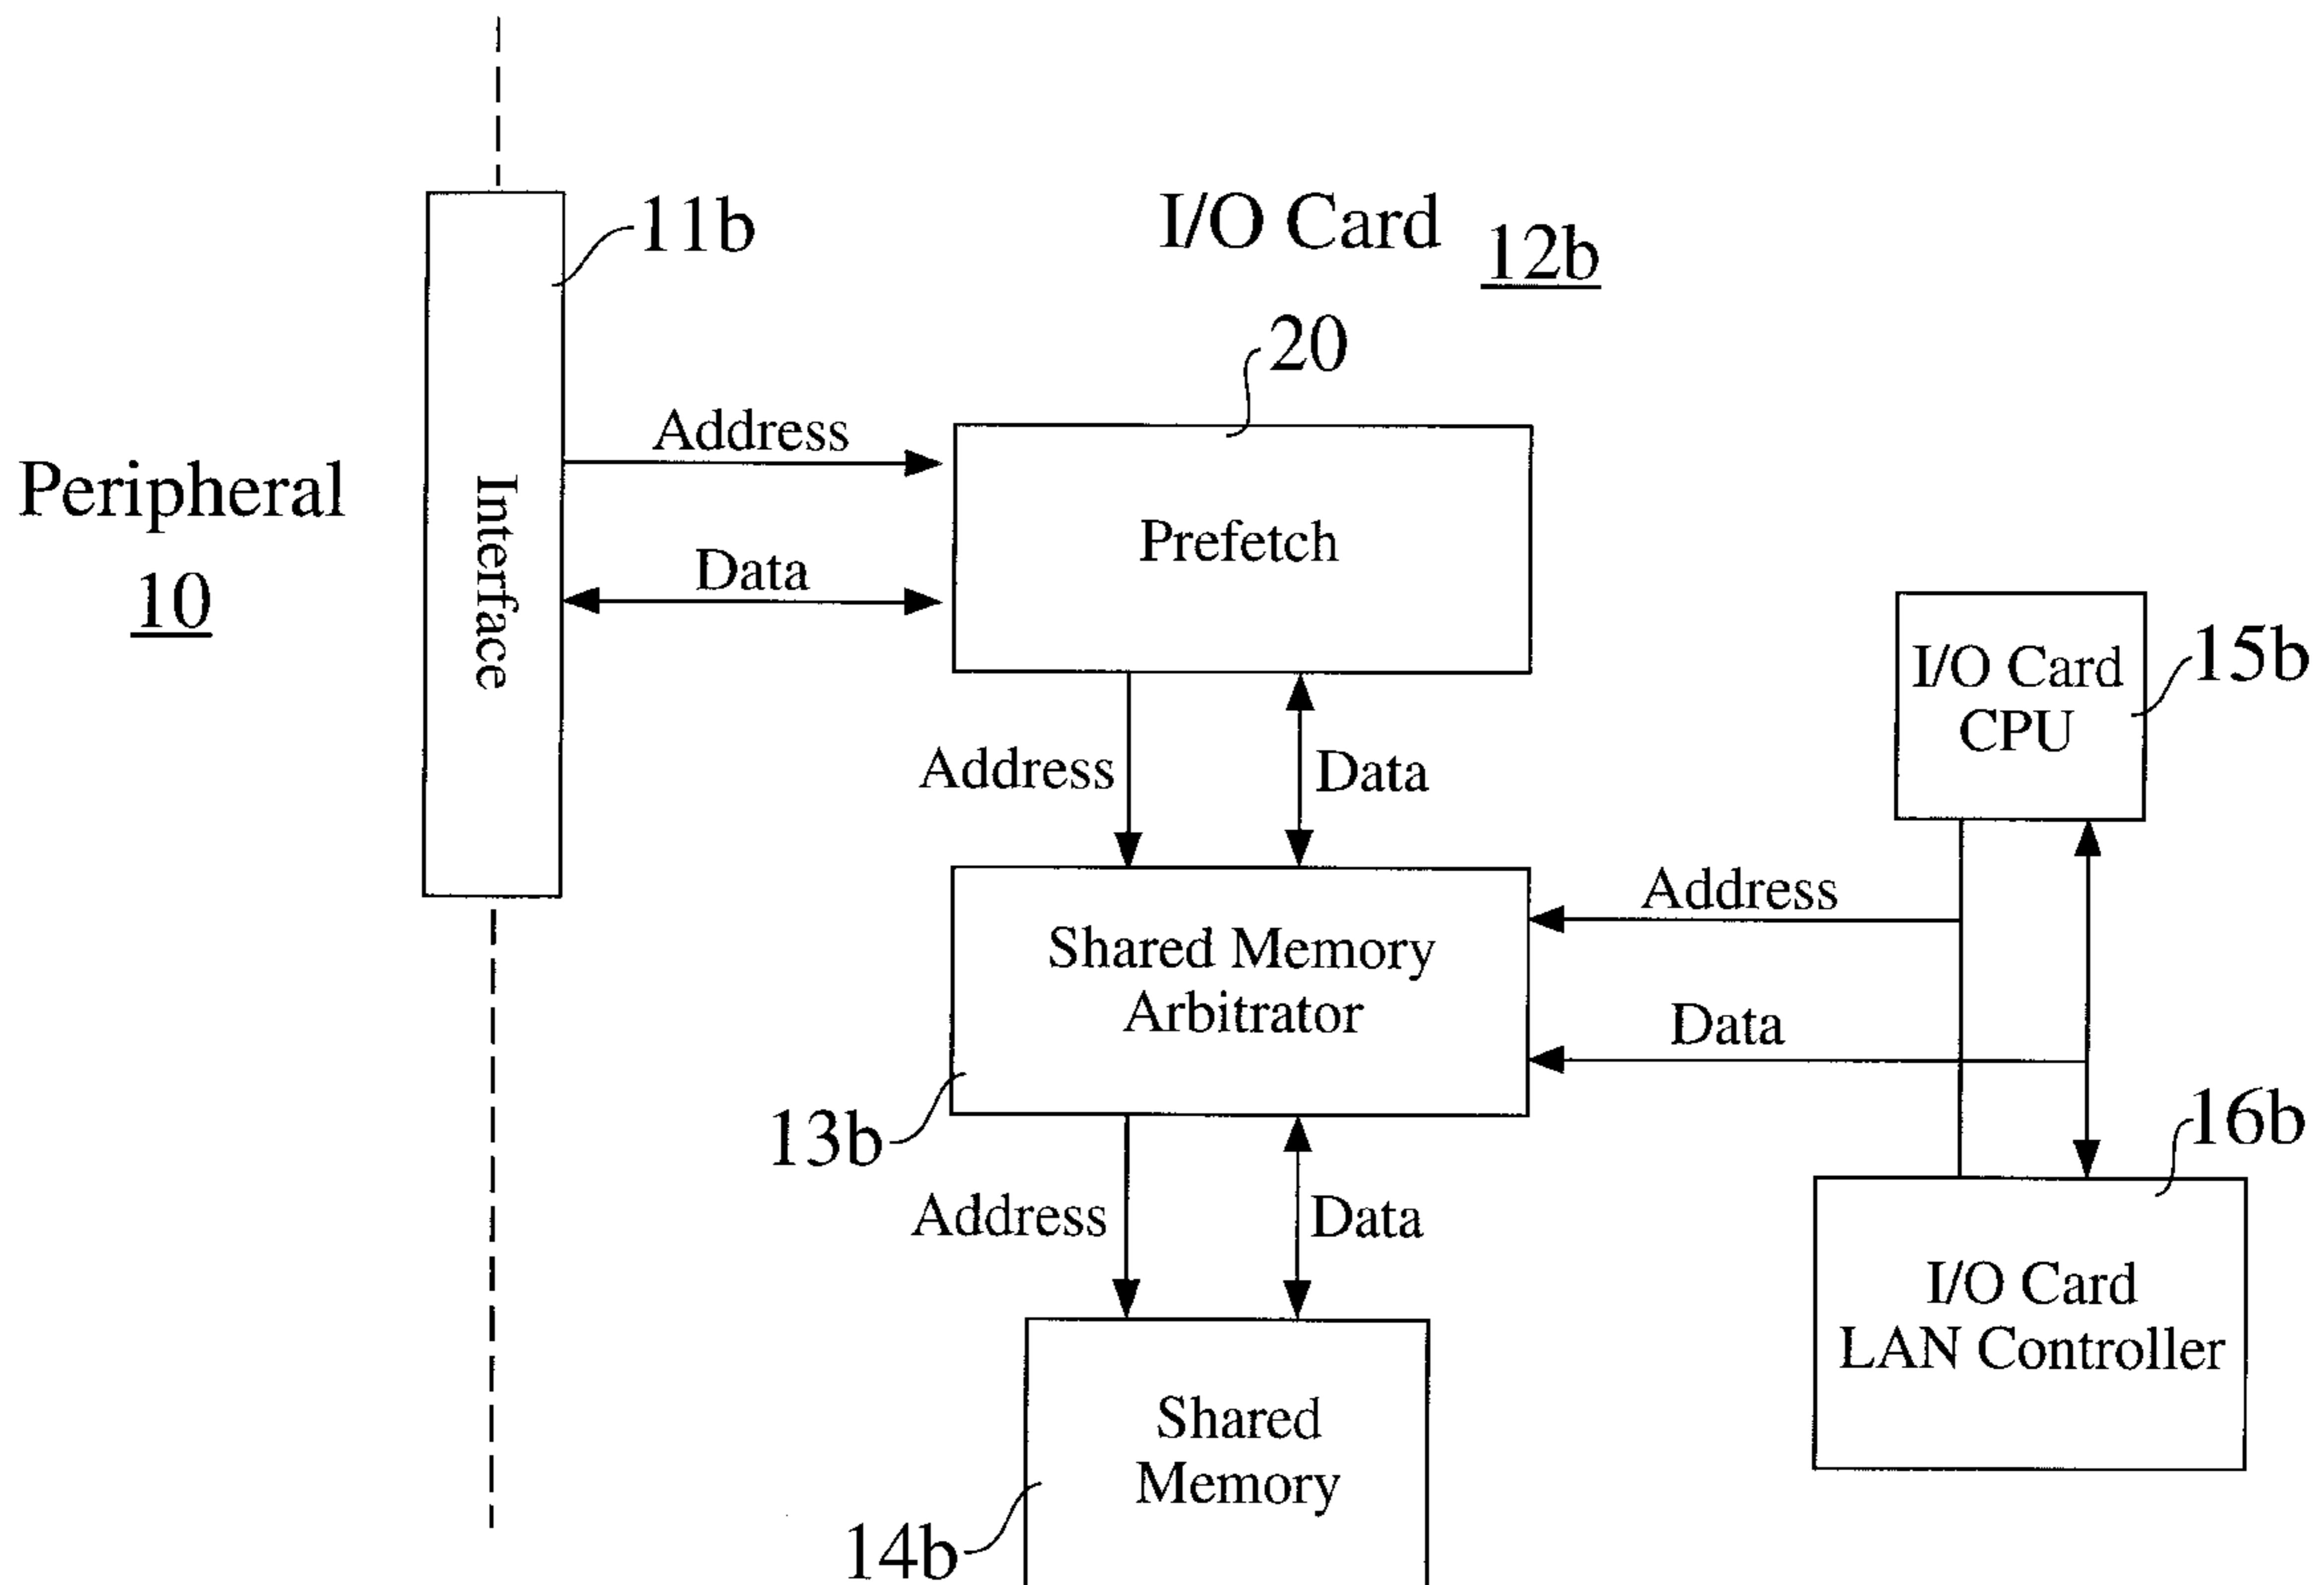 I/O Card
12b
11b
20
Address
Peripheral
10
Interface
Data
Prefetch
I/O Card
CPU
15b
Address
Data
Address
Shared Memory
Arbitrator
Data
13b
16b
Address
Data
I/O Card
LAN Controller
Shared
Memory
14b